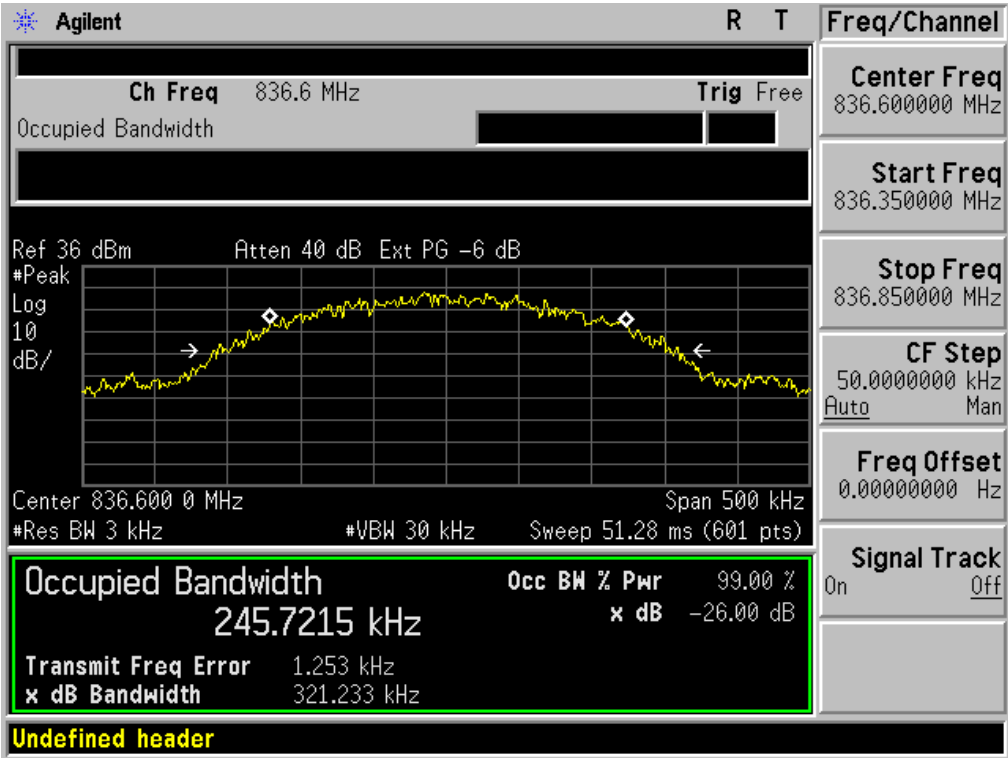 Agilent R T
Ch Freq 836.6 MHz Trig Free
Occupied Bandwidth
Ref 36 dBm Atten 40 dB Ext PG -6 dB
#Peak
Log
10
dB/
Center 836.600 0 MHz Span 500 kHz
#Res BW 3 kHz #VBW 30 kHz Sweep 51.28 ms (601 pts)
Occupied Bandwidth Occ BW % Pwr 99.00 %
245.7215 kHz x dB -26.00 dB
Transmit Freq Error 1.253 kHz
x dB Bandwidth 321.233 kHz
Undefined header
Freq/Channel
Center Freq
836.600000 MHz
Start Freq
836.350000 MHz
Stop Freq
836.850000 MHz
CF Step
50.0000000 kHz
Auto Man
Freq Offset
0.00000000 Hz
Signal Track
On Off